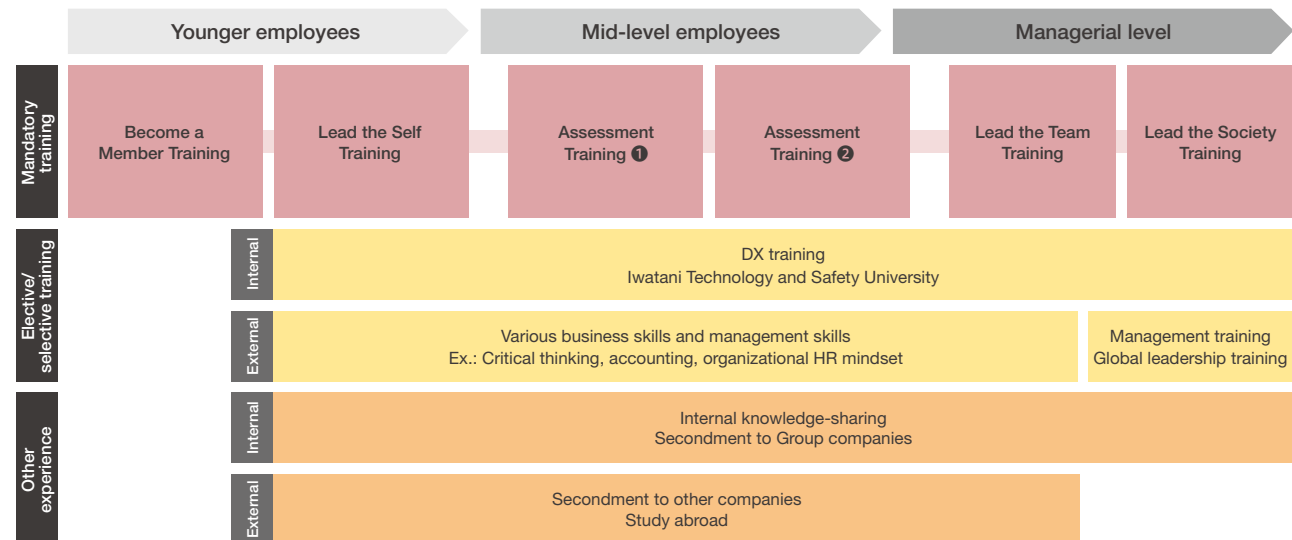 Younger employees
Mid-level employees
Managerial level
Mandatory
training
Become a
Member Training
Lead the Self
Training
Assessment
Training ❶
Assessment
Training ❷
Lead the Team
Training
Lead the Society
Training
Elective/
selective training
Internal
DX training
Iwatani Technology and Safety University
External
Various business skills and management skills
Ex.: Critical thinking, accounting, organizational HR mindset
Management training
Global leadership training
Other
experience
Internal
Internal knowledge-sharing
Secondment to Group companies
External
Secondment to other companies
Study abroad